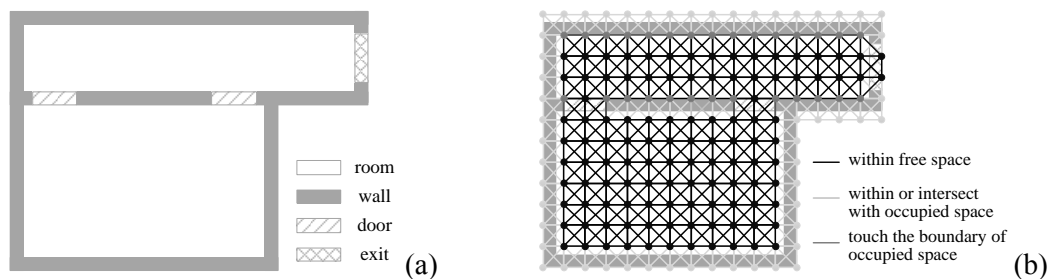 room
wall
door
exit
(a)
within free space
within or intersect
with occupied space
touch the boundary of
occupied space
(b)